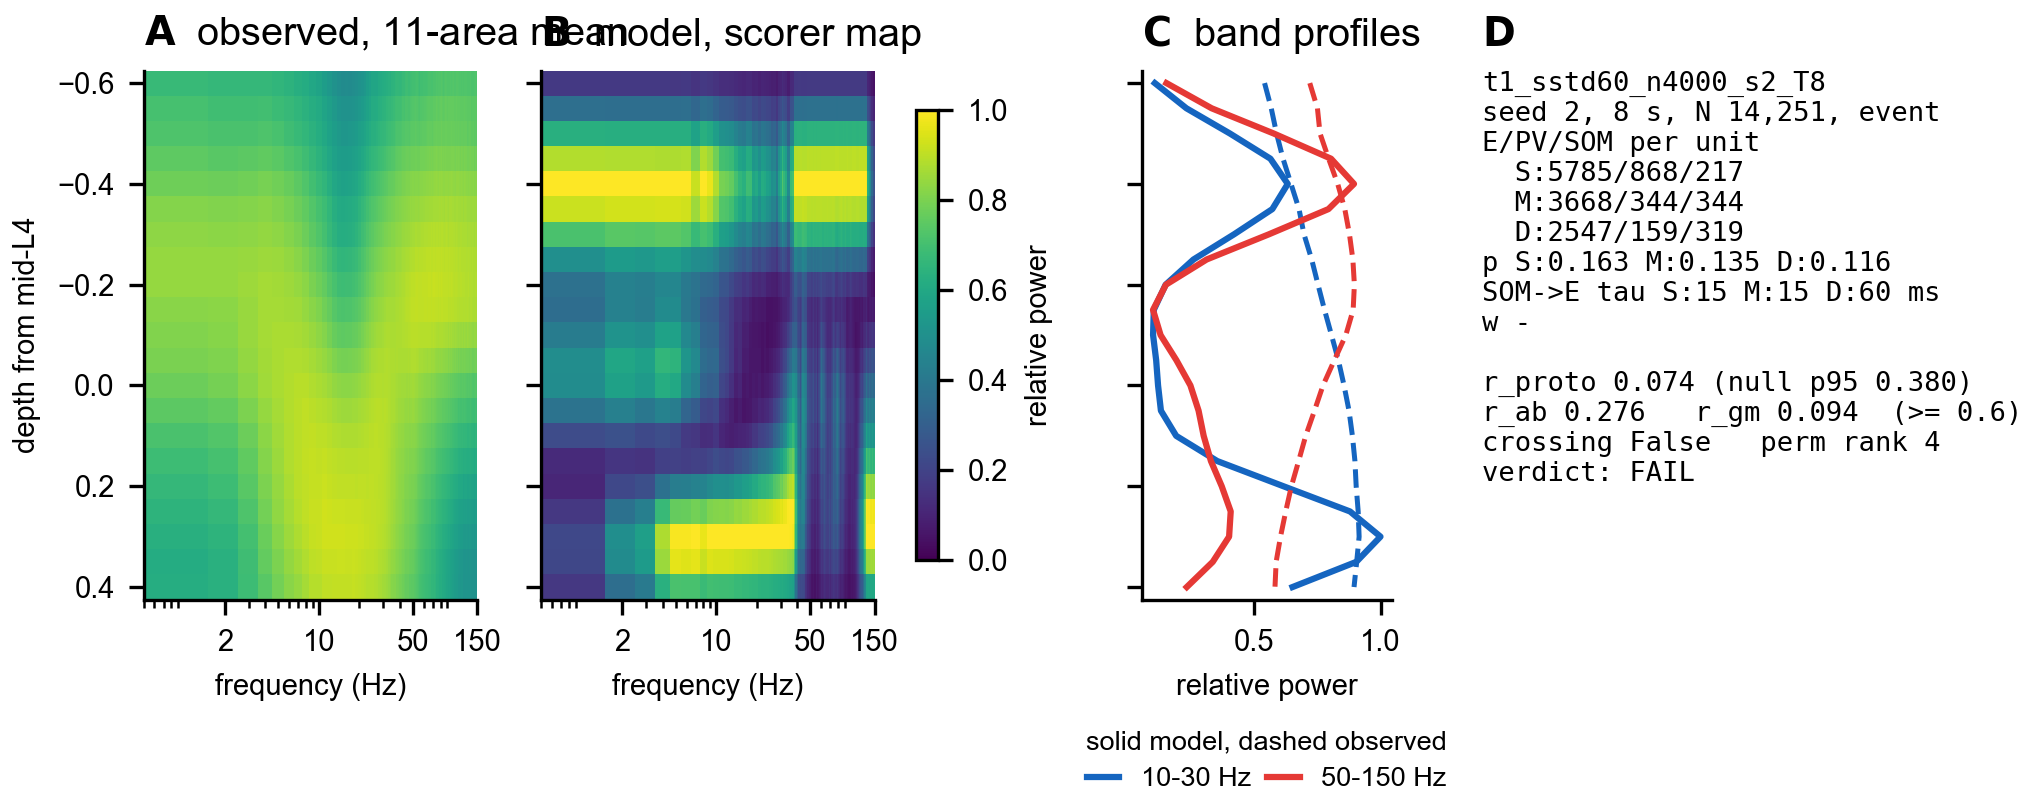 A observed, 11-area mean
B model, scorer map
C band profiles
D
−0.6
−0.4
−0.2
0.0
0.2
0.4
depth from mid-L4
2 10 50 150
frequency (Hz)
2 10 50 150
frequency (Hz)
1.0
0.8
0.6
0.4
0.2
0.0
relative power
0.5 1.0
relative power
solid model, dashed observed
10-30 Hz 50-150 Hz
t1_sstd60_n4000_s2_T8
seed 2, 8 s, N 14,251, event
E/PV/SOM per unit
S:5785/868/217
M:3668/344/344
D:2547/159/319
p S:0.163 M:0.135 D:0.116
SOM->E tau S:15 M:15 D:60 ms
w -
r_proto 0.074 (null p95 0.380)
r_ab 0.276 r_gm 0.094 (>= 0.6)
crossing False perm rank 4
verdict: FAIL